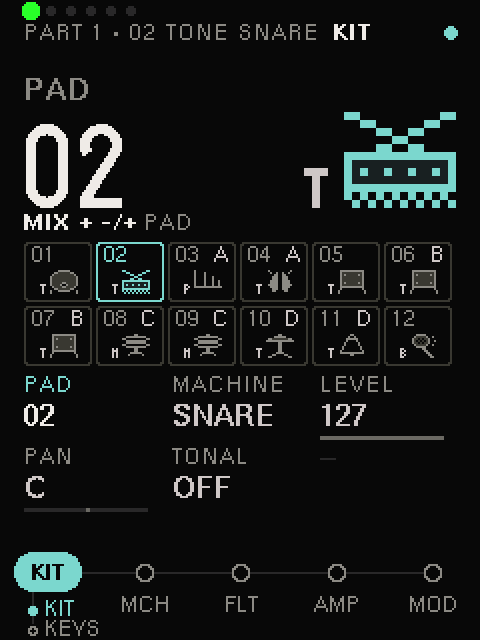 PART 1 · 02 TONE SNARE KIT
PAD
02
T
MIX + -/+ PAD
01 02 03 A 04 A 05 06 B
T T P T T T
07 B 08 C 09 C 10 D 11 D 12
T M M T T B
PAD MACHINE LEVEL
02 SNARE 127
PAN TONAL —
C OFF
KIT
KIT MCH FLT AMP MOD
KEYS